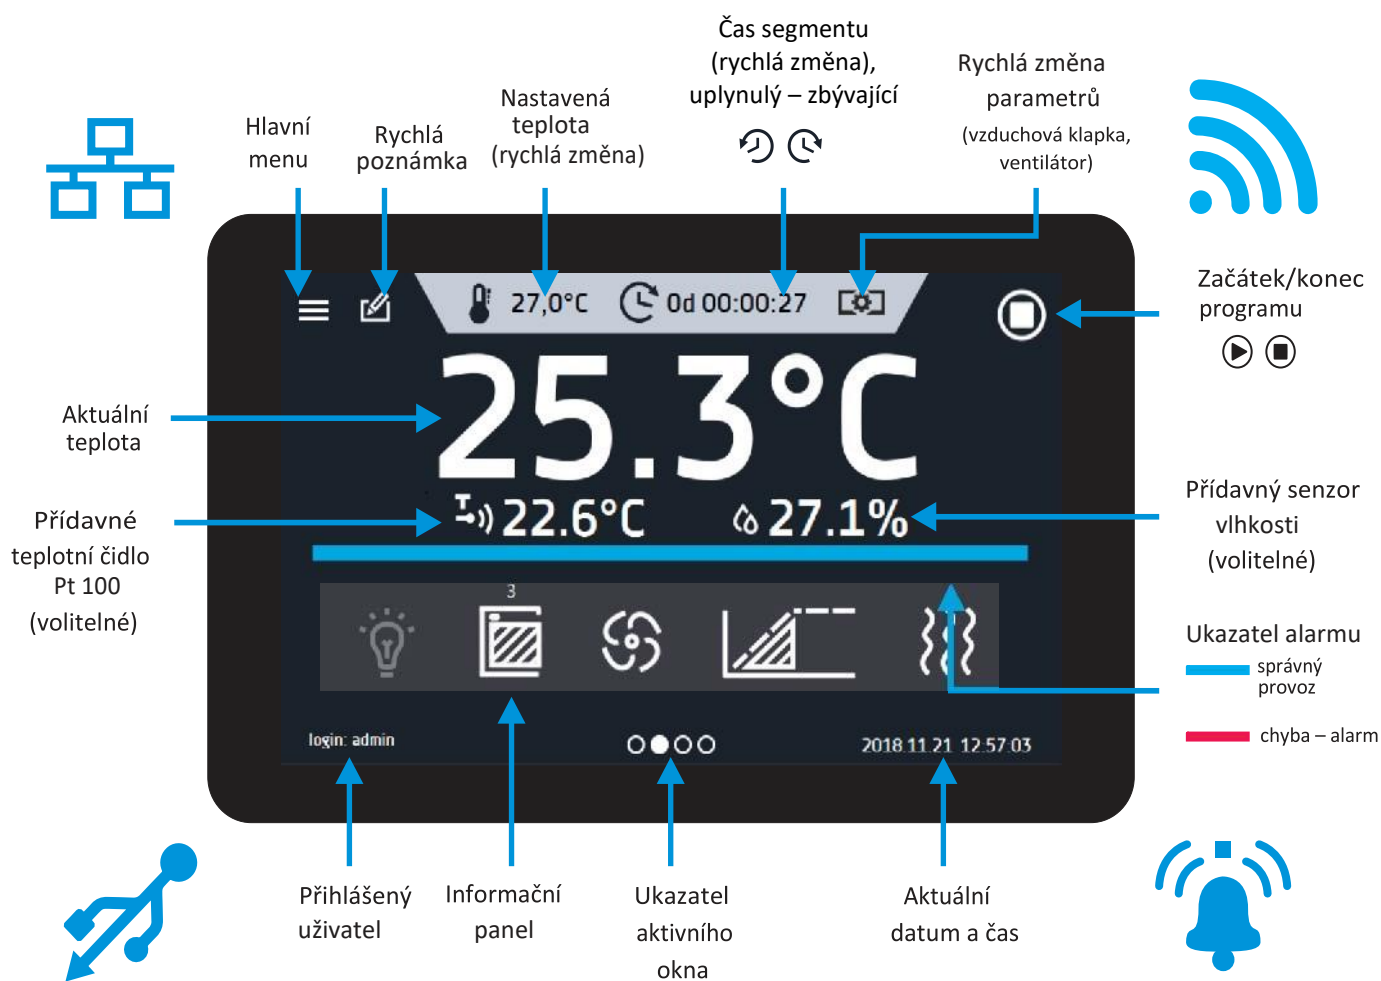 Čas segmentu
(rychlá změna),
uplynulý – zbývající
Rychlá změna
parametrů
(vzduchová klapka,
ventilátor)
Nastavená
teplota
(rychlá změna)
Hlavní
menu
Rychlá
poznámka
Začátek/konec
programu
27,0°C
0d 00:00:27
25.3°C
Aktuální
teplota
22.6°C
27.1%
Přídavné
teplotní čidlo
Pt 100
(volitelné)
Přídavný senzor
vlhkosti
(volitelné)
3
Ukazatel alarmu
správný
provoz
chyba – alarm
login: admin
2018.11.21 12:57:03
Přihlášený
uživatel
Informační
panel
Ukazatel
aktivního
okna
Aktuální
datum a čas